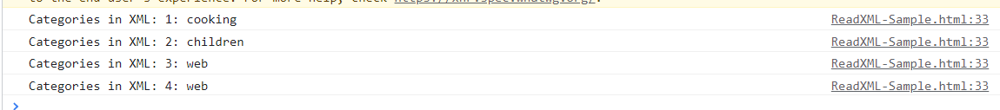 to the end user's experience. For more help, check https://xhr.spec.whatwg.org/.
Categories in XML: 1: cooking ReadXML-Sample.html:33
Categories in XML: 2: children ReadXML-Sample.html:33
Categories in XML: 3: web ReadXML-Sample.html:33
Categories in XML: 4: web ReadXML-Sample.html:33